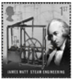 1st
JAMES WATT STEAM ENGINEERING